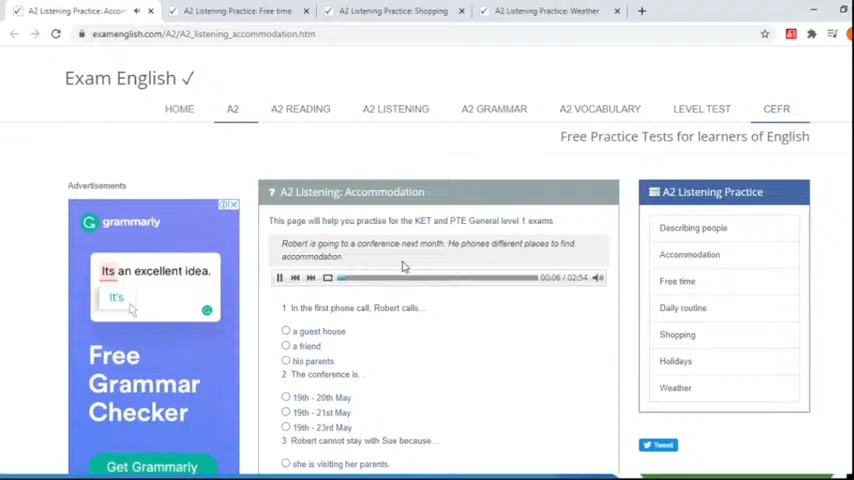 A2 Listening Practice: Accom
A2 Listening Practice: Free time
A2 Listening Practice: Shopping
A2 Listening Practice: Weather
examenglish.com/A2/A2_listening_accommodation.htm
Exam English ✓
HOME A2 A2 READING A2 LISTENING A2 GRAMMAR A2 VOCABULARY LEVEL TEST CEFR
Free Practice Tests for learners of English
Advertisements
grammarly
Its an excellent idea.
It's
Free
Grammar
Checker
Get Grammarly
? A2 Listening: Accommodation
This page will help you practise for the KET and PTE General level 1 exams
Robert is going to a conference next month. He phones different places to find
accommodation.
00:06 / 02:54
1 In the first phone call, Robert calls...
a guest house
a friend
his parents
2 The conference is...
19th - 20th May
19th - 21st May
19th - 23rd May
3 Robert cannot stay with Sue because...
she is visiting her parents.
A2 Listening Practice
Describing people
Accommodation
Free time
Daily routine
Shopping
Holidays
Weather
Tweet